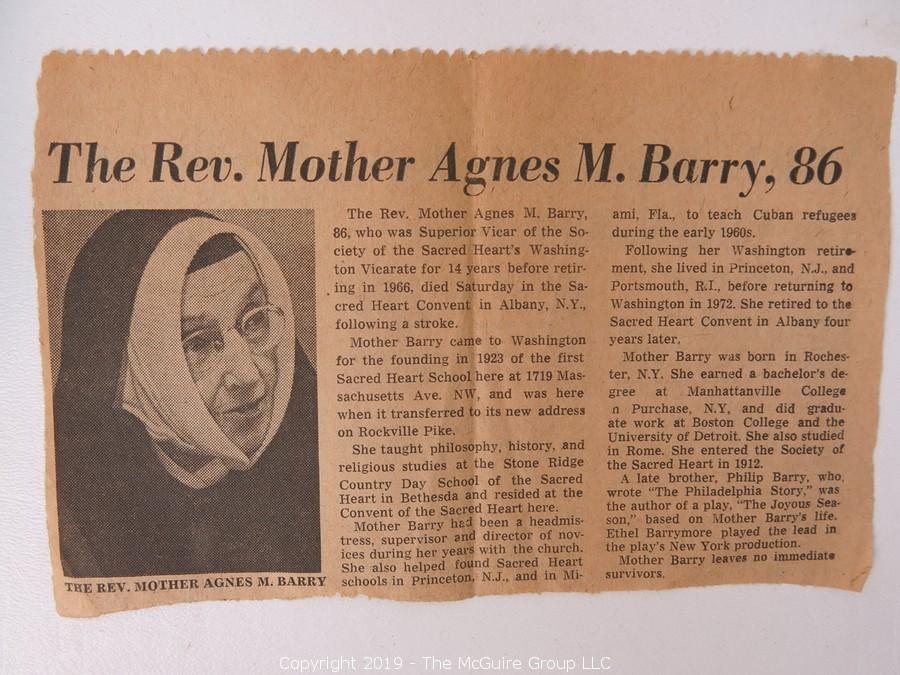 The Rev. Mother Agnes M. Barry, 86
THE REV. MOTHER AGNES M. BARRY
The Rev. Mother Agnes M. Barry,
86, who was Superior Vicar of the So-
ciety of the Sacred Heart's Washing-
ton Vicarate for 14 years before retir-
ing in 1966, died Saturday in the Sa-
cred Heart Convent in Albany, N.Y.,
following a stroke.
Mother Barry came to Washington
for the founding in 1923 of the first
Sacred Heart School here at 1719 Mas-
sachusetts Ave. NW, and was here
when it transferred to its new address
on Rockville Pike.
She taught philosophy, history, and
religious studies at the Stone Ridge
Country Day School of the Sacred
Heart in Bethesda and resided at the
Convent of the Sacred Heart here.
Mother Barry had been a headmis-
tress, supervisor and director of nov-
ices during her years with the church.
She also helped found Sacred Heart
schools in Princeton, N.J., and in Mi-
ami, Fla., to teach Cuban refugees
during the early 1960s.
Following her Washington retire-
ment, she lived in Princeton, N.J., and
Portsmouth, R.I., before returning to
Washington in 1972. She retired to the
Sacred Heart Convent in Albany four
years later.
Mother Barry was born in Roches-
ter, N.Y. She earned a bachelor's de-
gree at Manhattanville College
n Purchase, N.Y, and did gradu-
ate work at Boston College and the
University of Detroit. She also studied
in Rome. She entered the Society of
the Sacred Heart in 1912.
A late brother, Philip Barry, who
wrote "The Philadelphia Story," was
the author of a play, "The Joyous Sea-
son," based on Mother Barry's life.
Ethel Barrymore played the lead in
the play's New York production.
Mother Barry leaves no immediate
survivors.
Copyright 2019 - The McGuire Group LLC